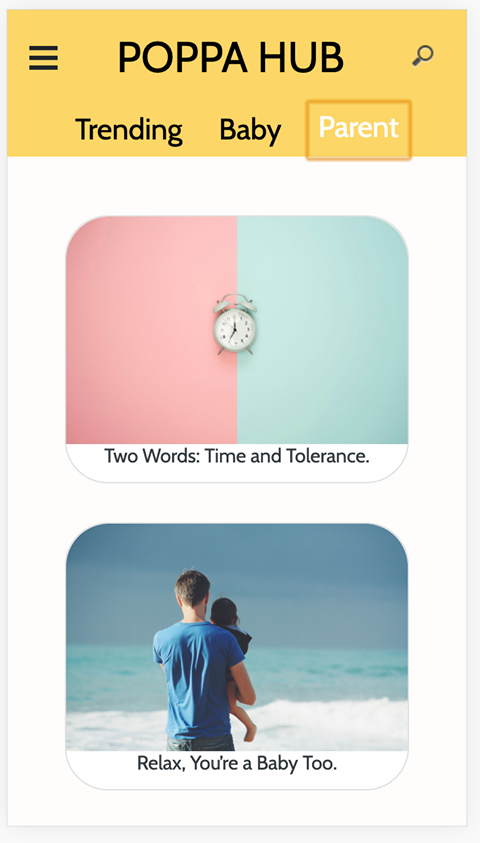 POPPA HUB
Trending Baby Parent
Two Words: Time and Tolerance.
Relax, You're a Baby Too.